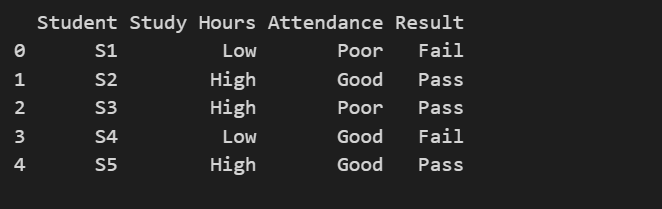 Student Study Hours Attendance Result
0 S1 Low Poor Fail
1 S2 High Good Pass
2 S3 High Poor Pass
3 S4 Low Good Fail
4 S5 High Good Pass